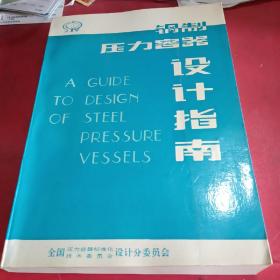 钢制
压力容器
设计指南
A GUIDE
TO DESIGN
OF STEEL
PRESSURE
VESSELS
全国压力容器标准化技术委员会设计分委员会